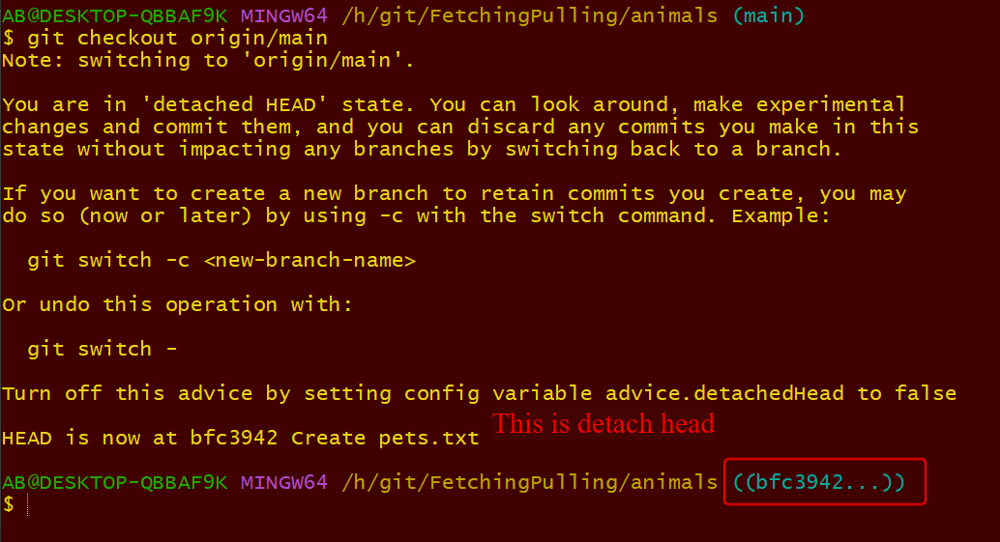 AB@DESKTOP-QBBAF9K MINGW64 /h/git/FetchingPulling/animals (main)
$ git checkout origin/main
Note: switching to 'origin/main'.
You are in 'detached HEAD' state. You can look around, make experimental
changes and commit them, and you can discard any commits you make in this
state without impacting any branches by switching back to a branch.
If you want to create a new branch to retain commits you create, you may
do so (now or later) by using -c with the switch command. Example:
git switch -c <new-branch-name>
Or undo this operation with:
git switch -
Turn off this advice by setting config variable advice.detachedHead to false
This is detach head
HEAD is now at bfc3942 Create pets.txt
AB@DESKTOP-QBBAF9K MINGW64 /h/git/FetchingPulling/animals ((bfc3942...))
$